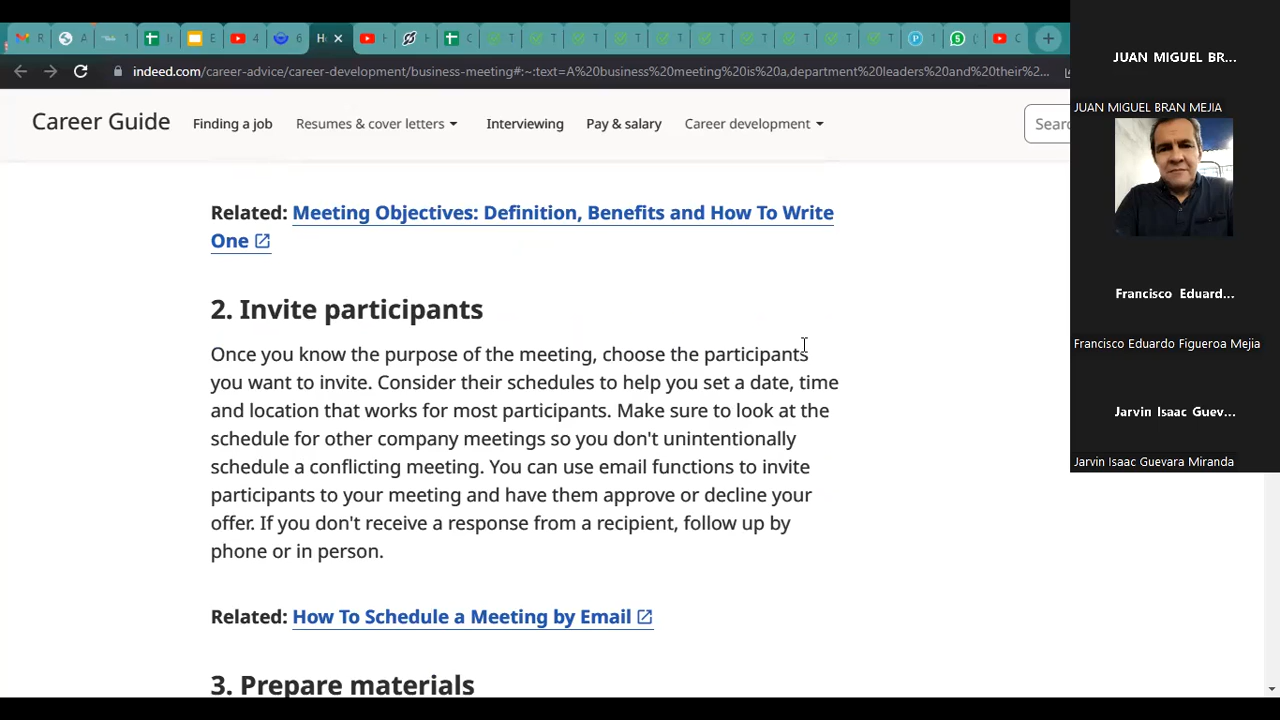 R
A
1
In
E
4
6
H
H
H
C
T
T
T
T
T
T
T
T
T
T
1
5
C
indeed.com/career-advice/career-development/business-meeting#:~:text=A%20business%20meeting%20is%20a,department%20leaders%20and%20their%...
Career Guide
Finding a job
Resumes & cover letters
Interviewing
Pay & salary
Career development
Sear
Related: Meeting Objectives: Definition, Benefits and How To Write
One
2. Invite participants
Once you know the purpose of the meeting, choose the participants
you want to invite. Consider their schedules to help you set a date, time
and location that works for most participants. Make sure to look at the
schedule for other company meetings so you don't unintentionally
schedule a conflicting meeting. You can use email functions to invite
participants to your meeting and have them approve or decline your
offer. If you don't receive a response from a recipient, follow up by
phone or in person.
Related: How To Schedule a Meeting by Email
3. Prepare materials
JUAN MIGUEL BR...
JUAN MIGUEL BRAN MEJIA
Francisco Eduard...
Francisco Eduardo Figueroa Mejia
Jarvin Isaac Guev...
Jarvin Isaac Guevara Miranda